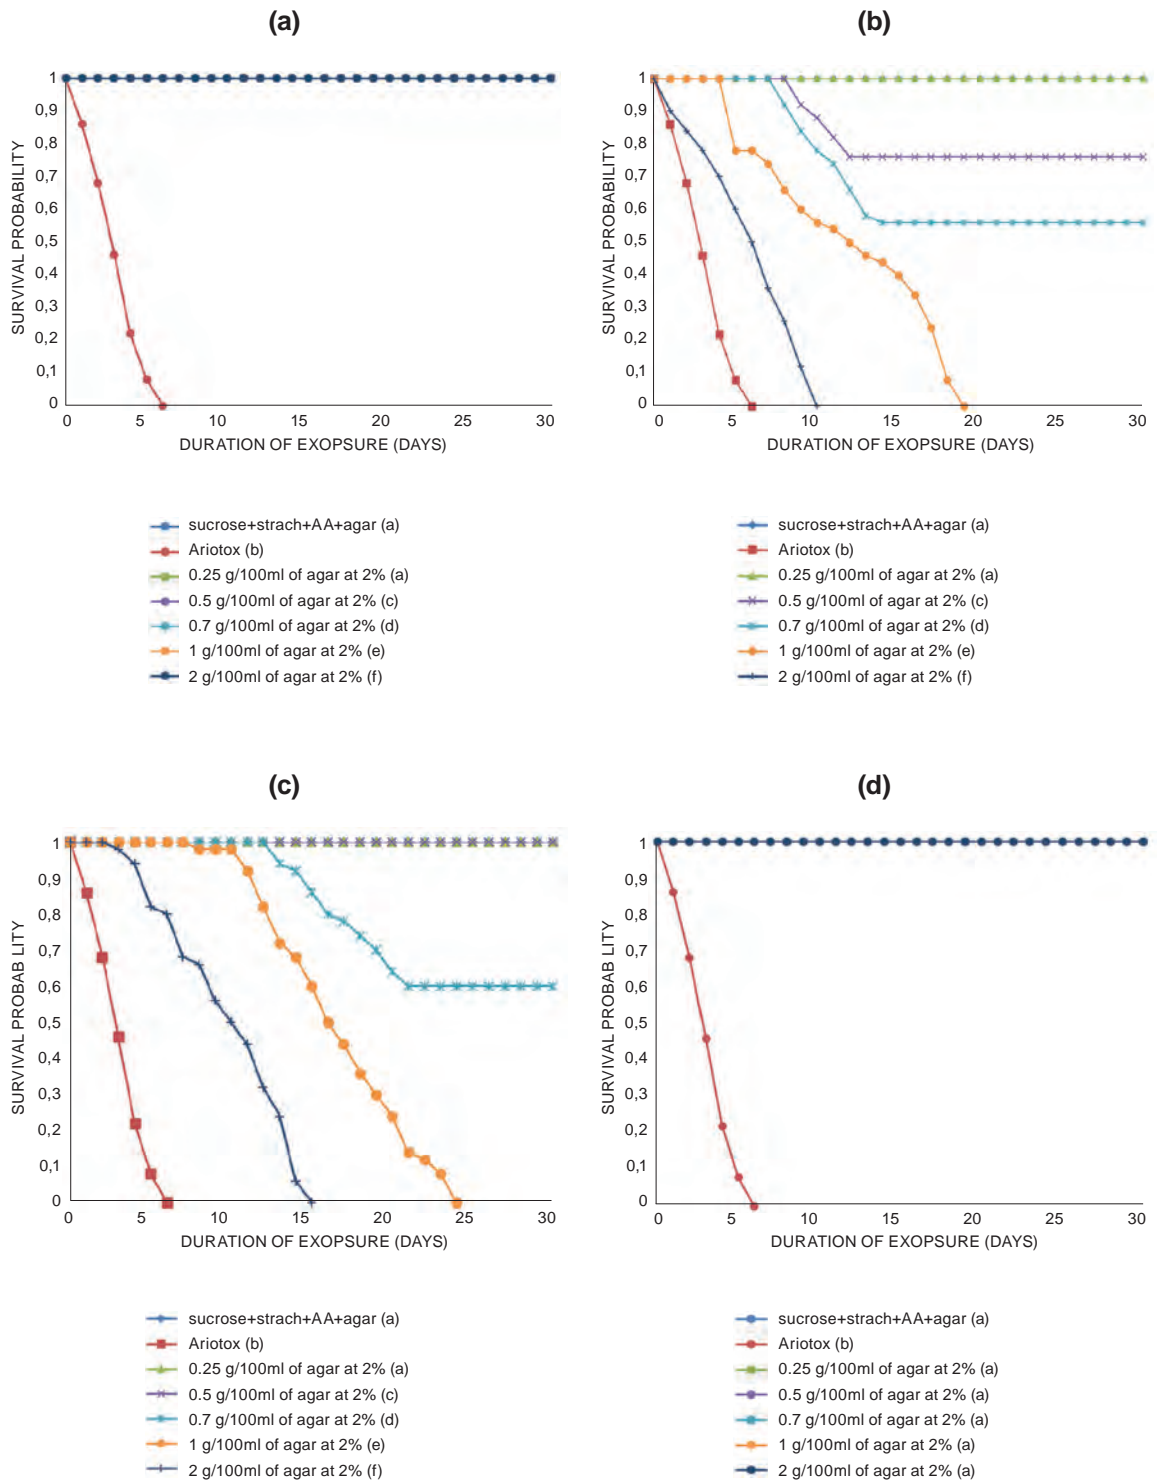 (a)
1
0,9
0,8
0,7
0,6
0,5
0,4
0,3
0,2
0,1
0
SURVIVAL PROBABILITY
0 5 10 15 20 25 30
DURATION OF EXOPSURE (DAYS)
sucrose+strach+AA+agar (a)
Ariotox (b)
0.25 g/100ml of agar at 2% (a)
0.5 g/100ml of agar at 2% (c)
0.7 g/100ml of agar at 2% (d)
1 g/100ml of agar at 2% (e)
2 g/100ml of agar at 2% (f)
(b)
1
0,9
0,8
0,7
0,6
0,5
0,4
0,3
0,2
0,1
0
SURVIVAL PROBABILITY
0 5 10 15 20 25 30
DURATION OF EXOPSURE (DAYS)
sucrose+strach+AA+agar (a)
Ariotox (b)
0.25 g/100ml of agar at 2% (a)
0.5 g/100ml of agar at 2% (c)
0.7 g/100ml of agar at 2% (d)
1 g/100ml of agar at 2% (e)
2 g/100ml of agar at 2% (f)
(c)
1
0,9
0,8
0,7
0,6
0,5
0,4
0,3
0,2
0,1
0
SURVIVAL PROBAB LITY
0 5 10 15 20 25 30
DURATION OF EXOPSURE (DAYS)
sucrose+strach+AA+agar (a)
Ariotox (b)
0.25 g/100ml of agar at 2% (a)
0.5 g/100ml of agar at 2% (c)
0.7 g/100ml of agar at 2% (d)
1 g/100ml of agar at 2% (e)
2 g/100ml of agar at 2% (f)
(d)
1
0,9
0,8
0,7
0,6
0,5
0,4
0,3
0,2
0,1
0
SURVIVAL PROBAB LITY
0 5 10 15 20 25 30
DURATION OF EXOPSURE (DAYS)
sucrose+strach+AA+agar (a)
Ariotox (b)
0.25 g/100ml of agar at 2% (a)
0.5 g/100ml of agar at 2% (a)
0.7 g/100ml of agar at 2% (a)
1 g/100ml of agar at 2% (a)
2 g/100ml of agar at 2% (a)